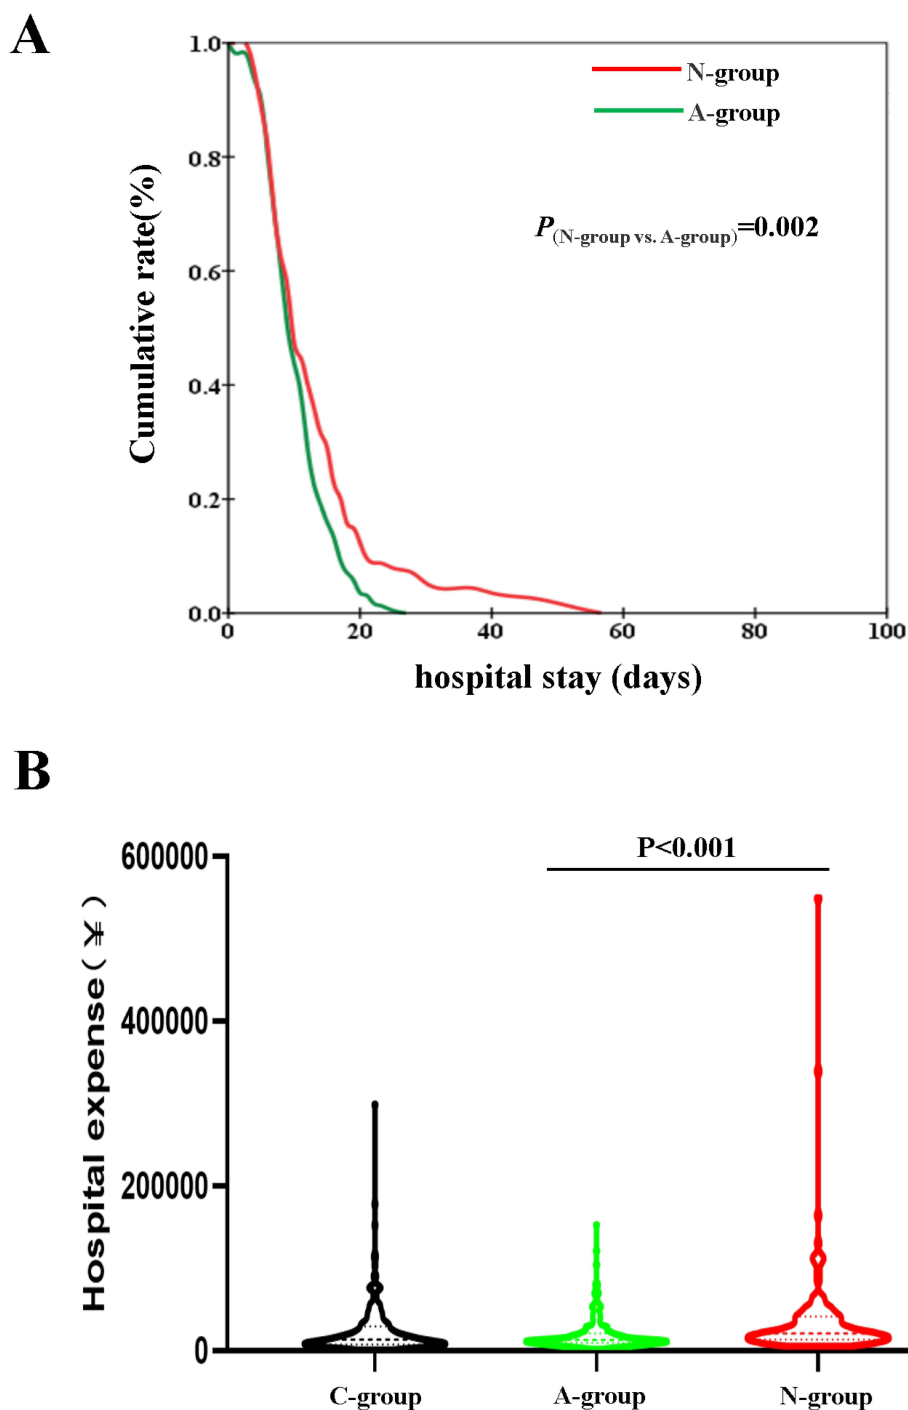 A
1.0
N-group
A-group
0.8
P(N-group vs. A-group)=0.002
0.6
Cumulative rate(%)
0.4
0.2
0.0
0 20 40 60 80 100
hospital stay (days)
B
P<0.001
600000
Hospital expense(¥)
400000
200000
0
C-group A-group N-group